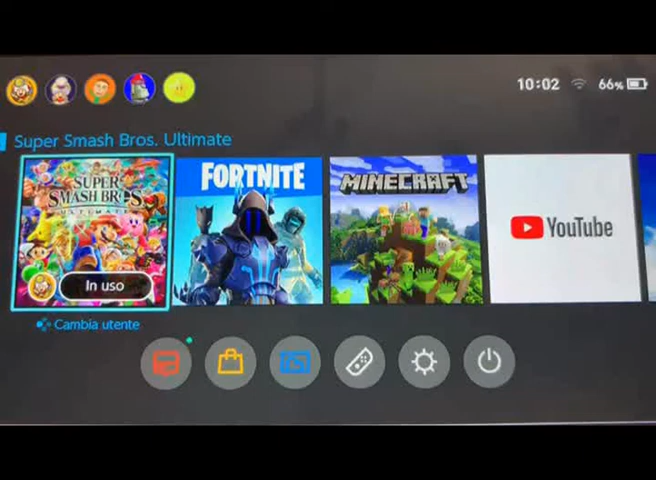 10:02 66%
Super Smash Bros. Ultimate
SUPER
SMASH BROS.
ULTIMATE
In uso
FORTNITE
MINECRAFT
YouTube
Cambia utente